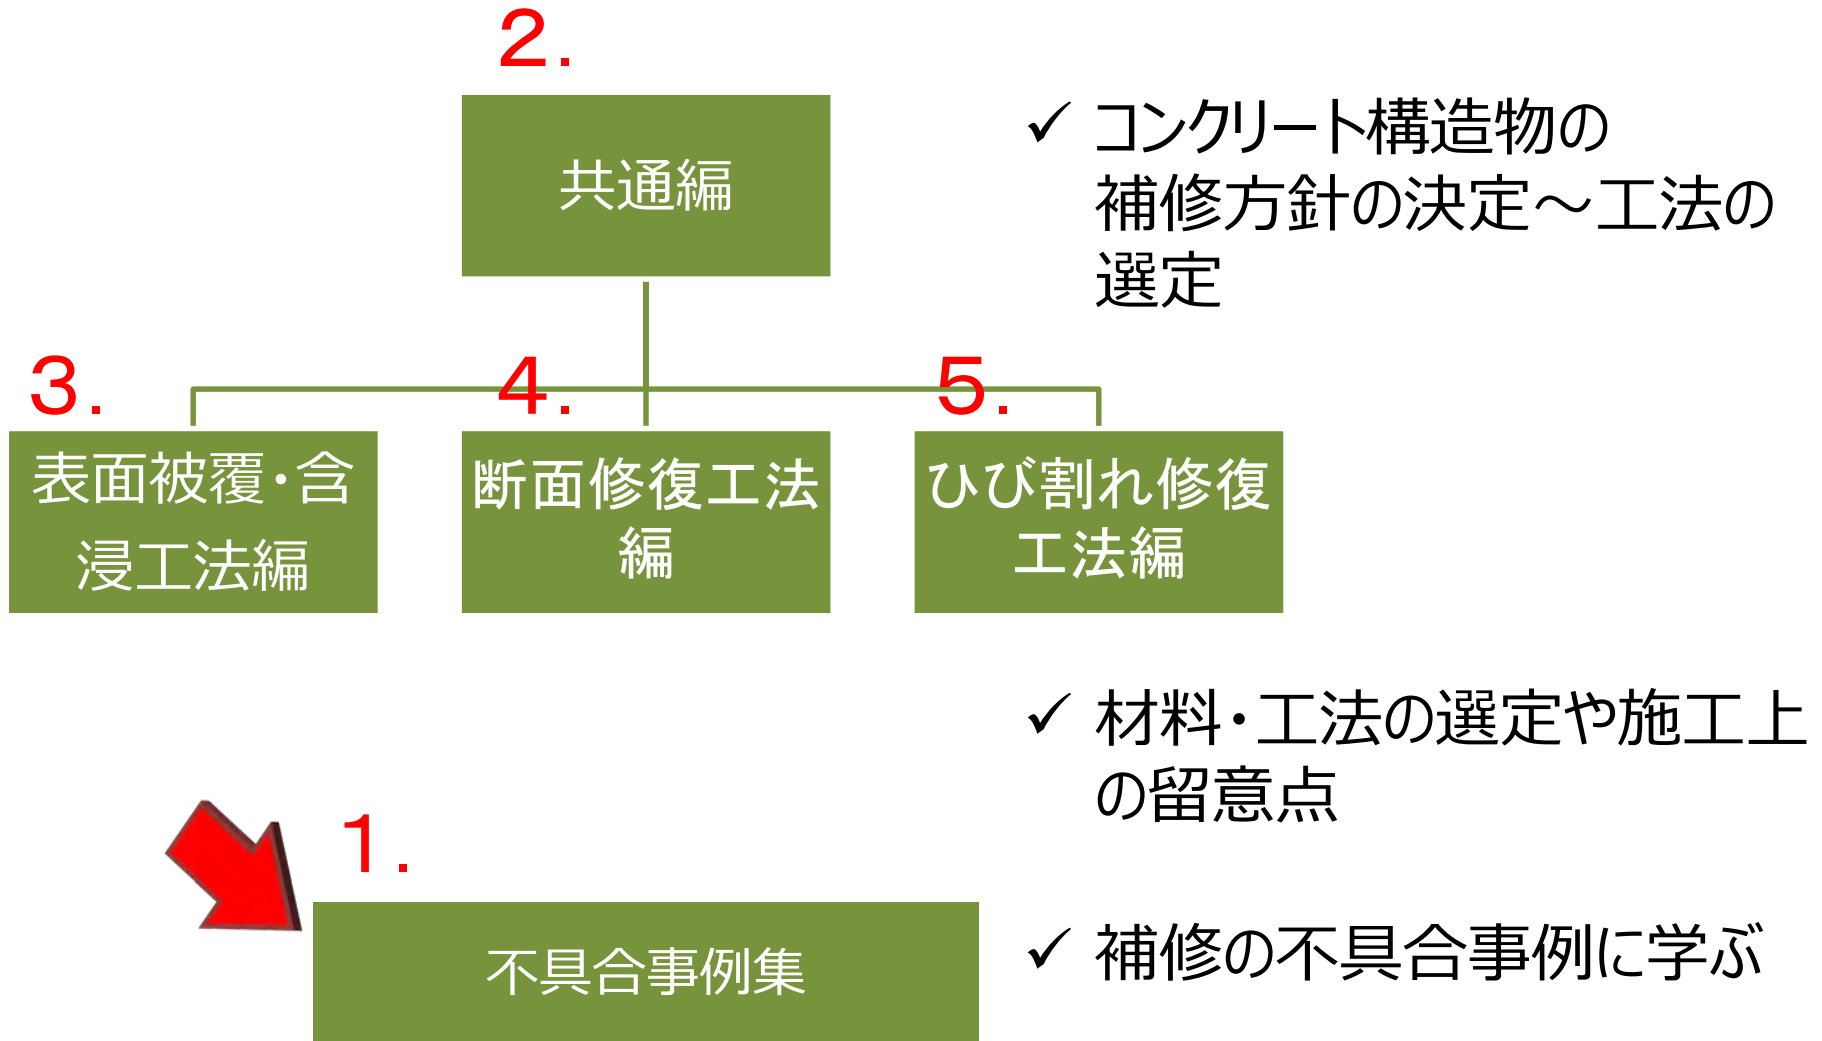 ２．
共通編
✓ コンクリート構造物の
補修方針の決定～工法の
選定
３．
４．
５．
表面被覆・含
浸工法編
断面修復工法
編
ひび割れ修復
工法編
✓ 材料・工法の選定や施工上
の留意点
１．
不具合事例集
✓ 補修の不具合事例に学ぶ